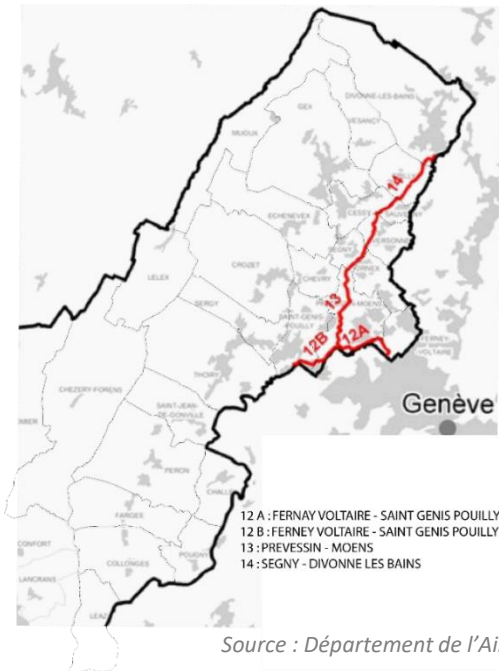 DIVONNE-LES-BAINS
GEX
VESANCY
MIJOUX
14
CESSY
SAUVERNY
ECHENEVEX
SEGNY
VERSONNEX
LELEX
CROZET
CHEVRY
ORNEX
13
SERGY
SAINT-GENIS
POUILLY
12B
12A
FERNEY-
VOLTAIRE
THOIRY
CHEZERY-FORENS
SAINT-JEAN-
DE-GONVILLE
Genève
PERON
CHALLEX
FARGES
POUGNY
CONFORT
COLLONGES
LANCRANS
LEAZ
12 A : FERNAY VOLTAIRE - SAINT GENIS POUILLY
12 B : FERNEY VOLTAIRE - SAINT GENIS POUILLY
13 : PREVESSIN - MOENS
14 : SEGNY - DIVONNE LES BAINS
Source : Département de l’Ai